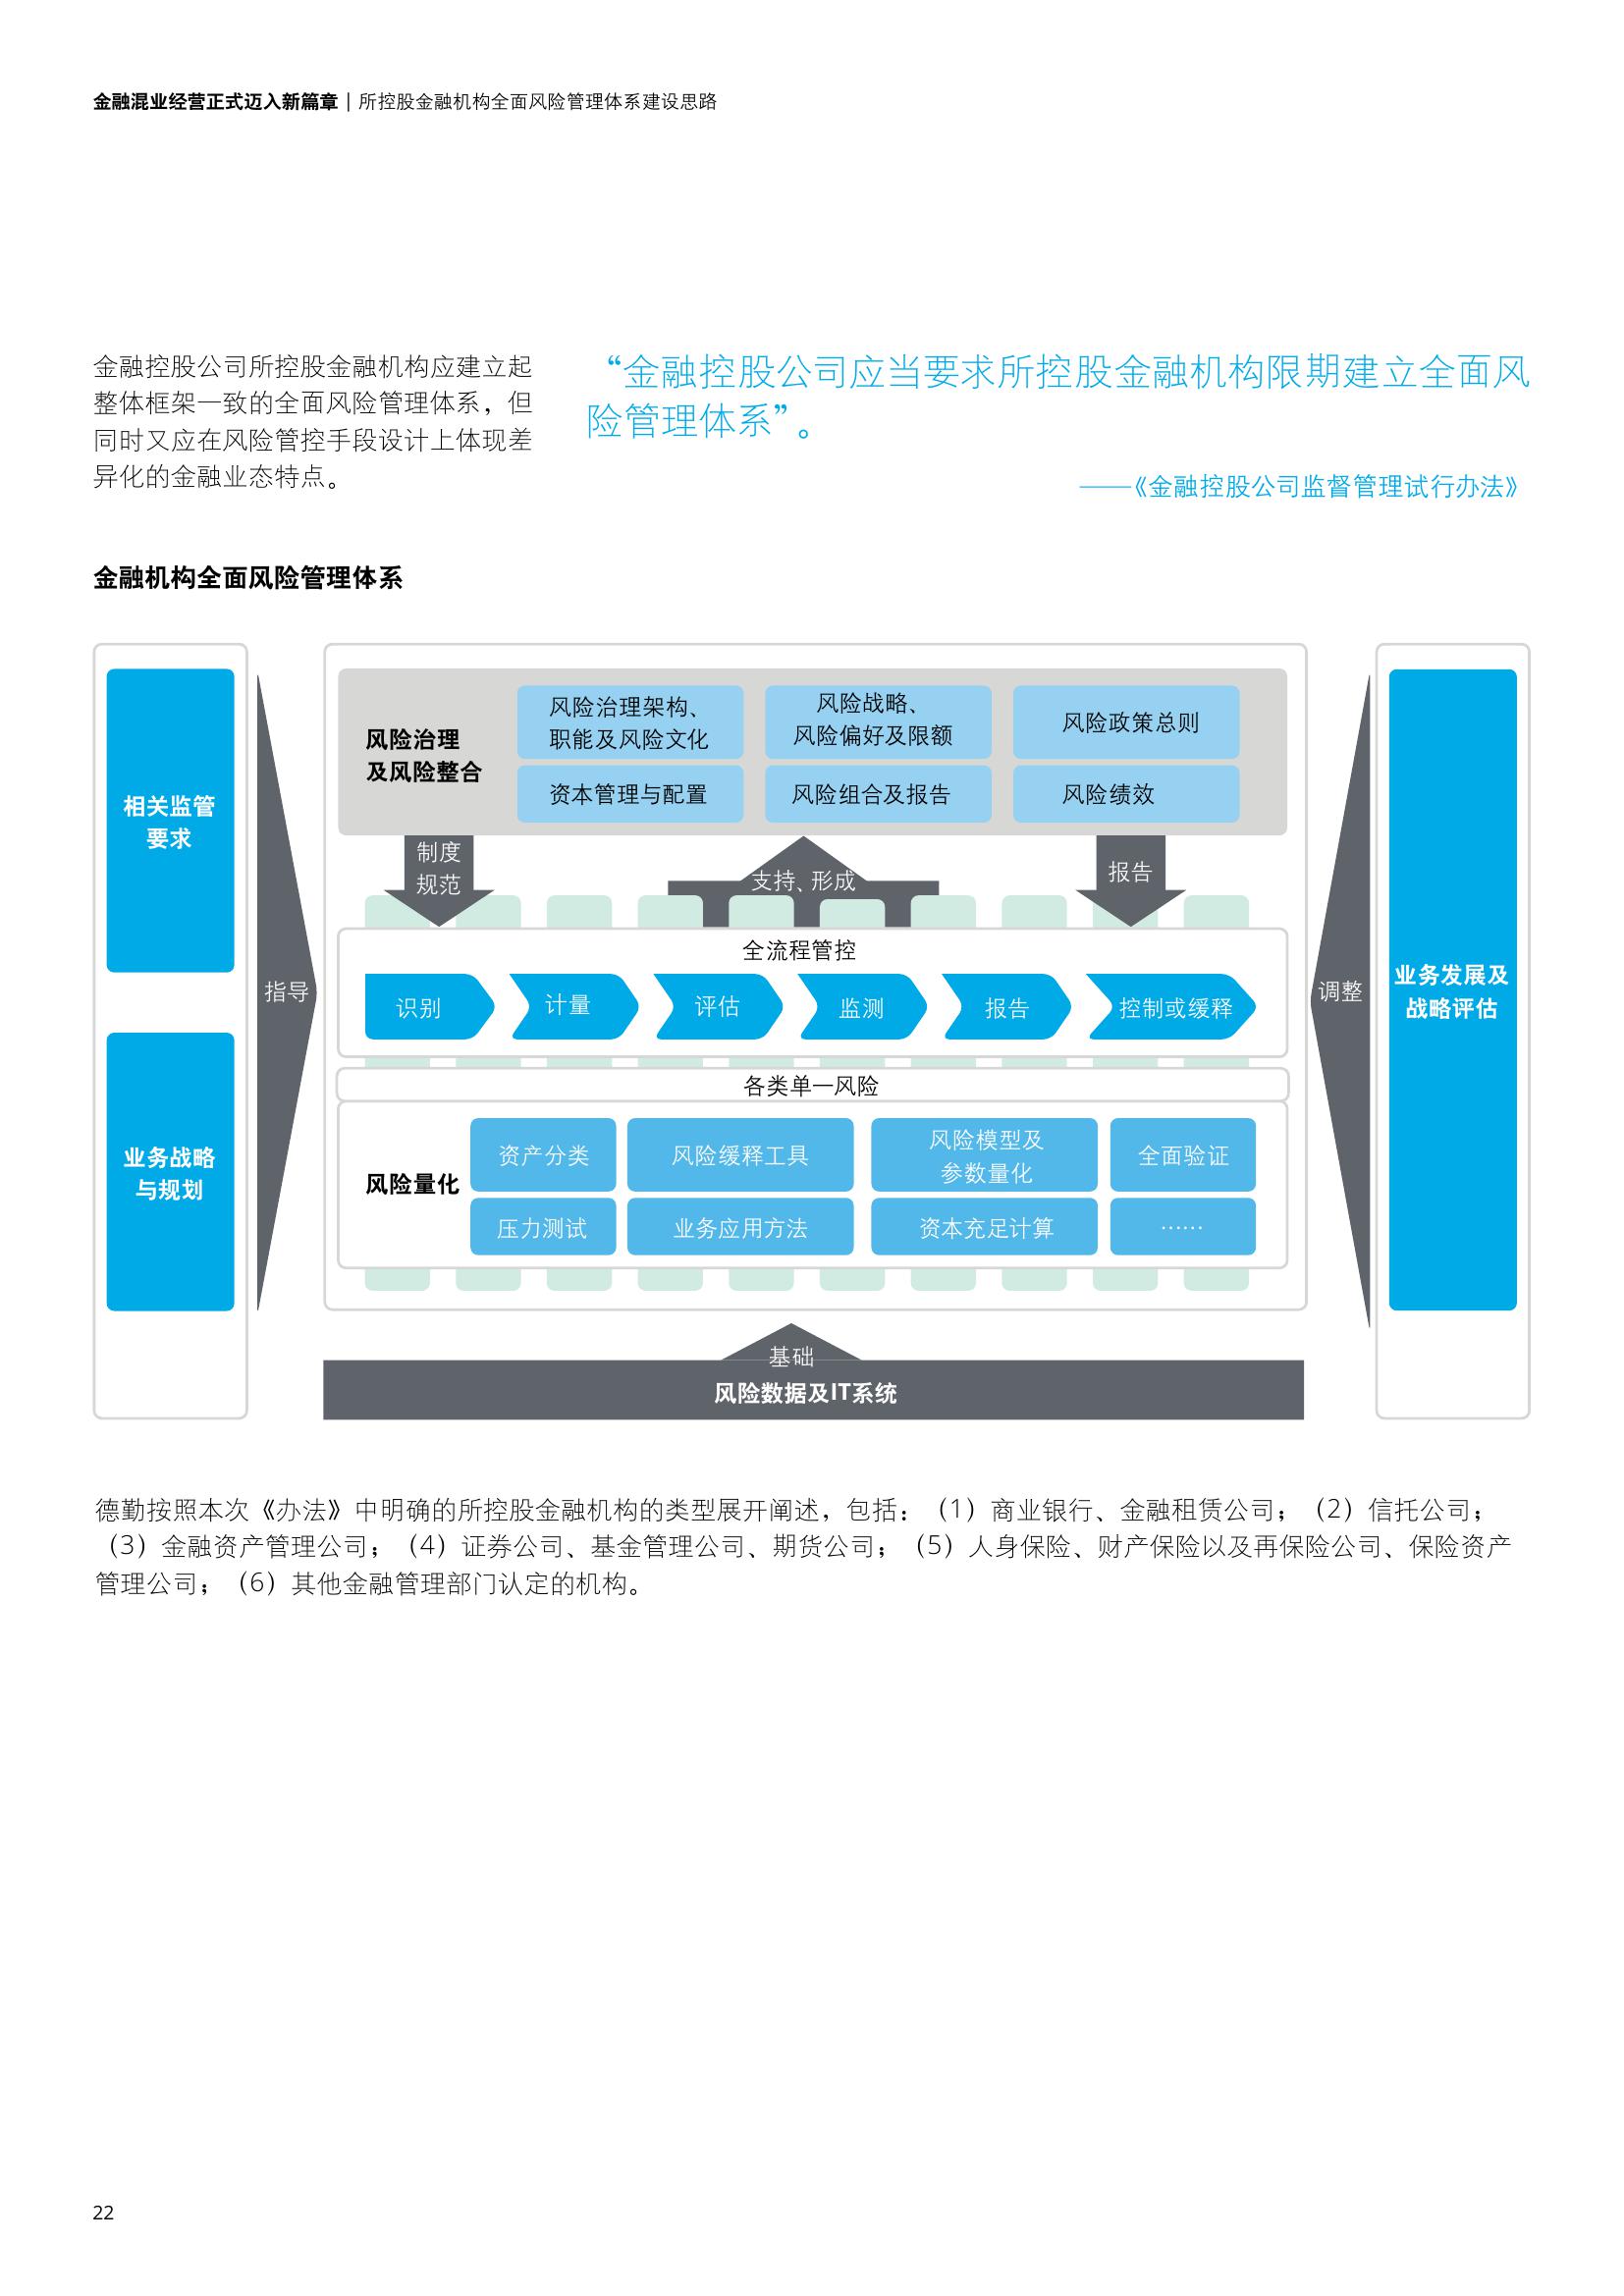 金融混业经营正式迈入新篇章 | 所控股金融机构全面风险管理体系建设思路
金融控股公司所控股金融机构应建立起
整体框架一致的全面风险管理体系，但
同时又应在风险管控手段设计上体现差
异化的金融业态特点。
“金融控股公司应当要求所控股金融机构限期建立全面风
险管理体系”。
——《金融控股公司监督管理试行办法》
金融机构全面风险管理体系
相关监管
要求
业务战略
与规划
指导
风险治理
及风险整合
风险治理架构、
职能及风险文化
风险战略、
风险偏好及限额
风险政策总则
资本管理与配置
风险组合及报告
风险绩效
制度
规范
支持、形成
报告
全流程管控
识别
计量
评估
监测
报告
控制或缓释
各类单一风险
风险量化
资产分类
风险缓释工具
风险模型及
参数量化
全面验证
压力测试
业务应用方法
资本充足计算
……
调整
业务发展及
战略评估
基础
风险数据及IT系统
德勤按照本次《办法》中明确的所控股金融机构的类型展开阐述，包括：（1）商业银行、金融租赁公司；（2）信托公司；
（3）金融资产管理公司；（4）证券公司、基金管理公司、期货公司；（5）人身保险、财产保险以及再保险公司、保险资产
管理公司；（6）其他金融管理部门认定的机构。
22